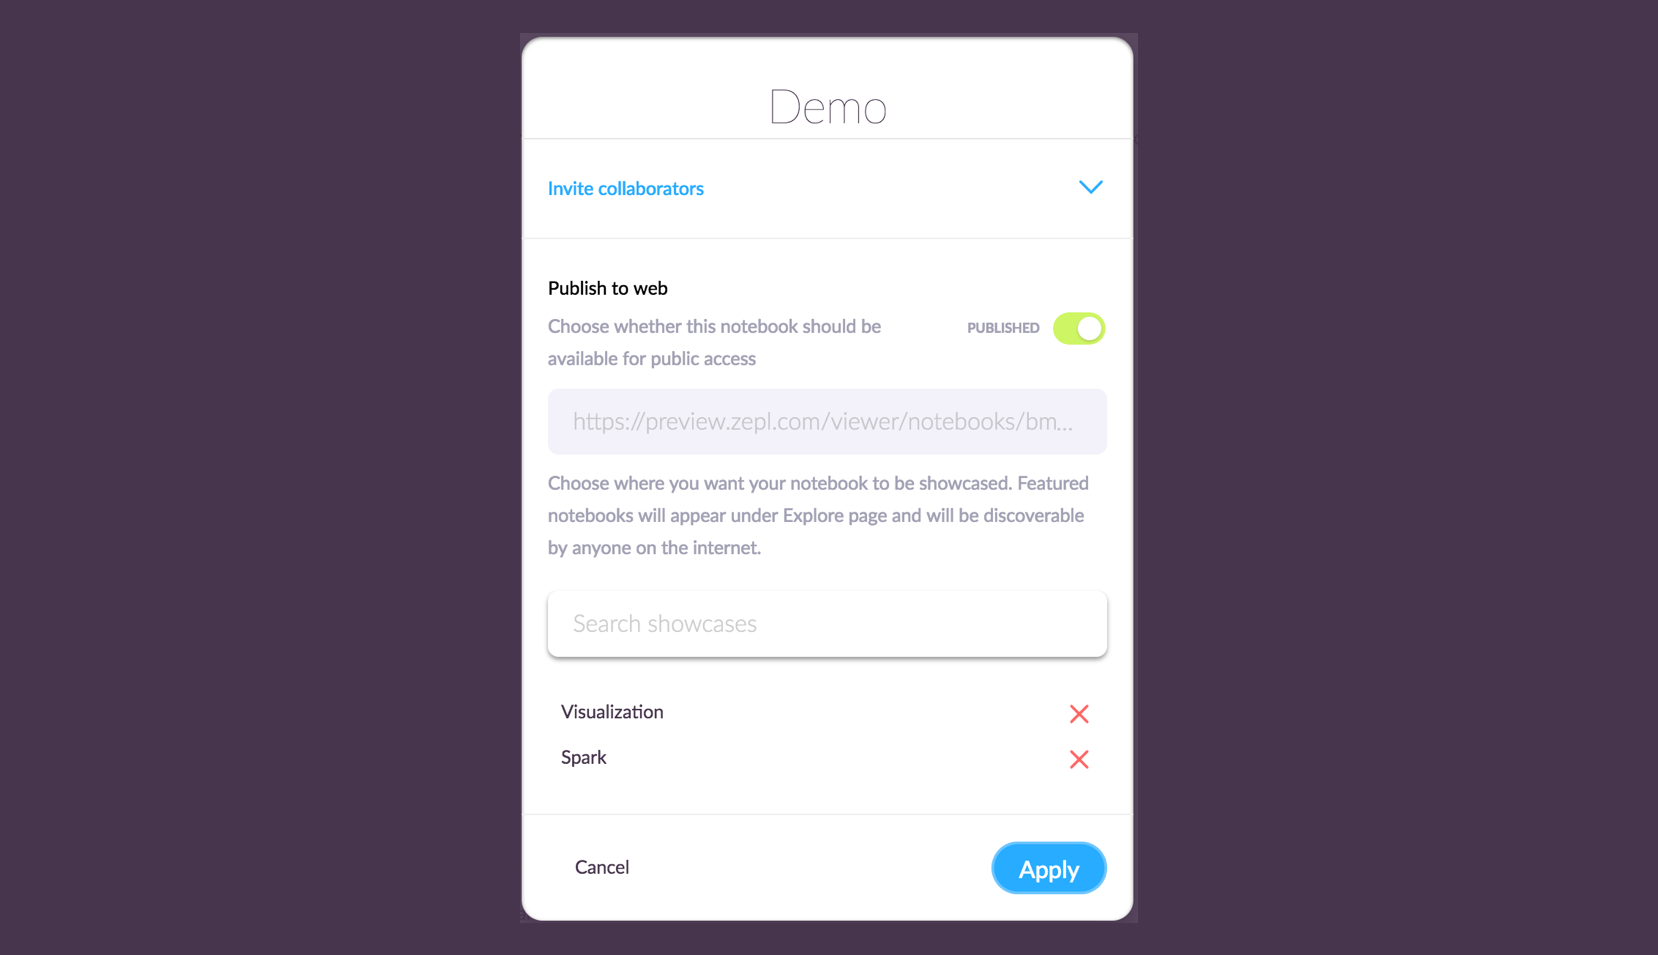 Demo
Invite collaborators
Publish to web
Choose whether this notebook should be
available for public access
PUBLISHED
https://preview.zepl.com/viewer/notebooks/bm...
Choose where you want your notebook to be showcased. Featured
notebooks will appear under Explore page and will be discoverable
by anyone on the internet.
Search showcases
Visualization
Spark
Cancel
Apply